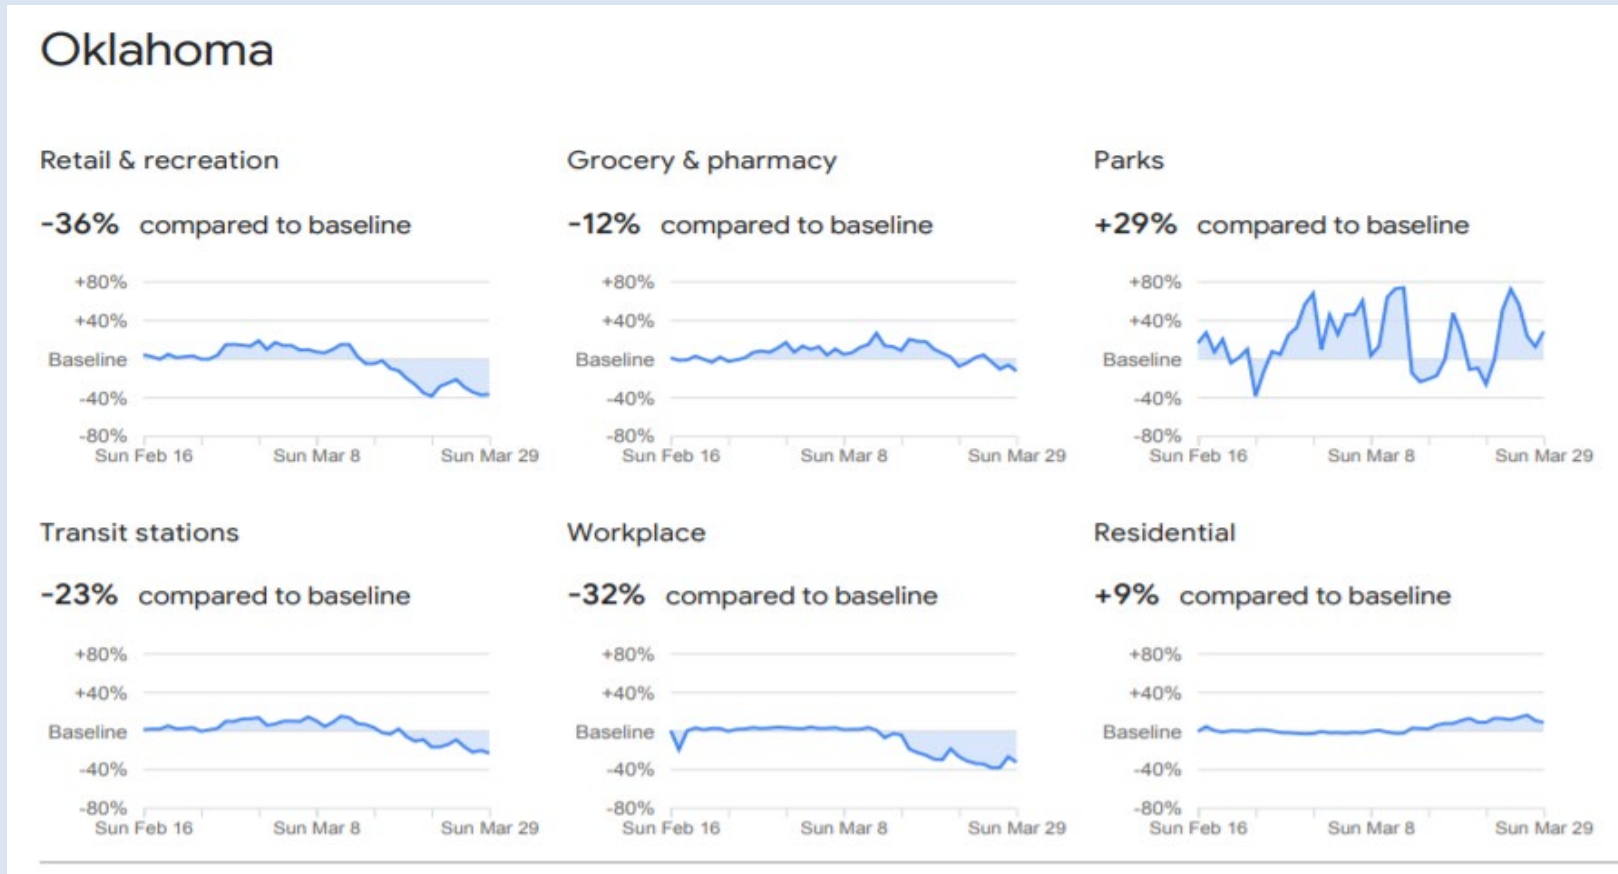 Oklahoma
Retail & recreation
-36% compared to baseline
+80%
+40%
Baseline
-40%
-80%
Sun Feb 16 Sun Mar 8 Sun Mar 29
Grocery & pharmacy
-12% compared to baseline
+80%
+40%
Baseline
-40%
-80%
Sun Feb 16 Sun Mar 8 Sun Mar 29
Parks
+29% compared to baseline
+80%
+40%
Baseline
-40%
-80%
Sun Feb 16 Sun Mar 8 Sun Mar 29
Transit stations
-23% compared to baseline
+80%
+40%
Baseline
-40%
-80%
Sun Feb 16 Sun Mar 8 Sun Mar 29
Workplace
-32% compared to baseline
+80%
+40%
Baseline
-40%
-80%
Sun Feb 16 Sun Mar 8 Sun Mar 29
Residential
+9% compared to baseline
+80%
+40%
Baseline
-40%
-80%
Sun Feb 16 Sun Mar 8 Sun Mar 29